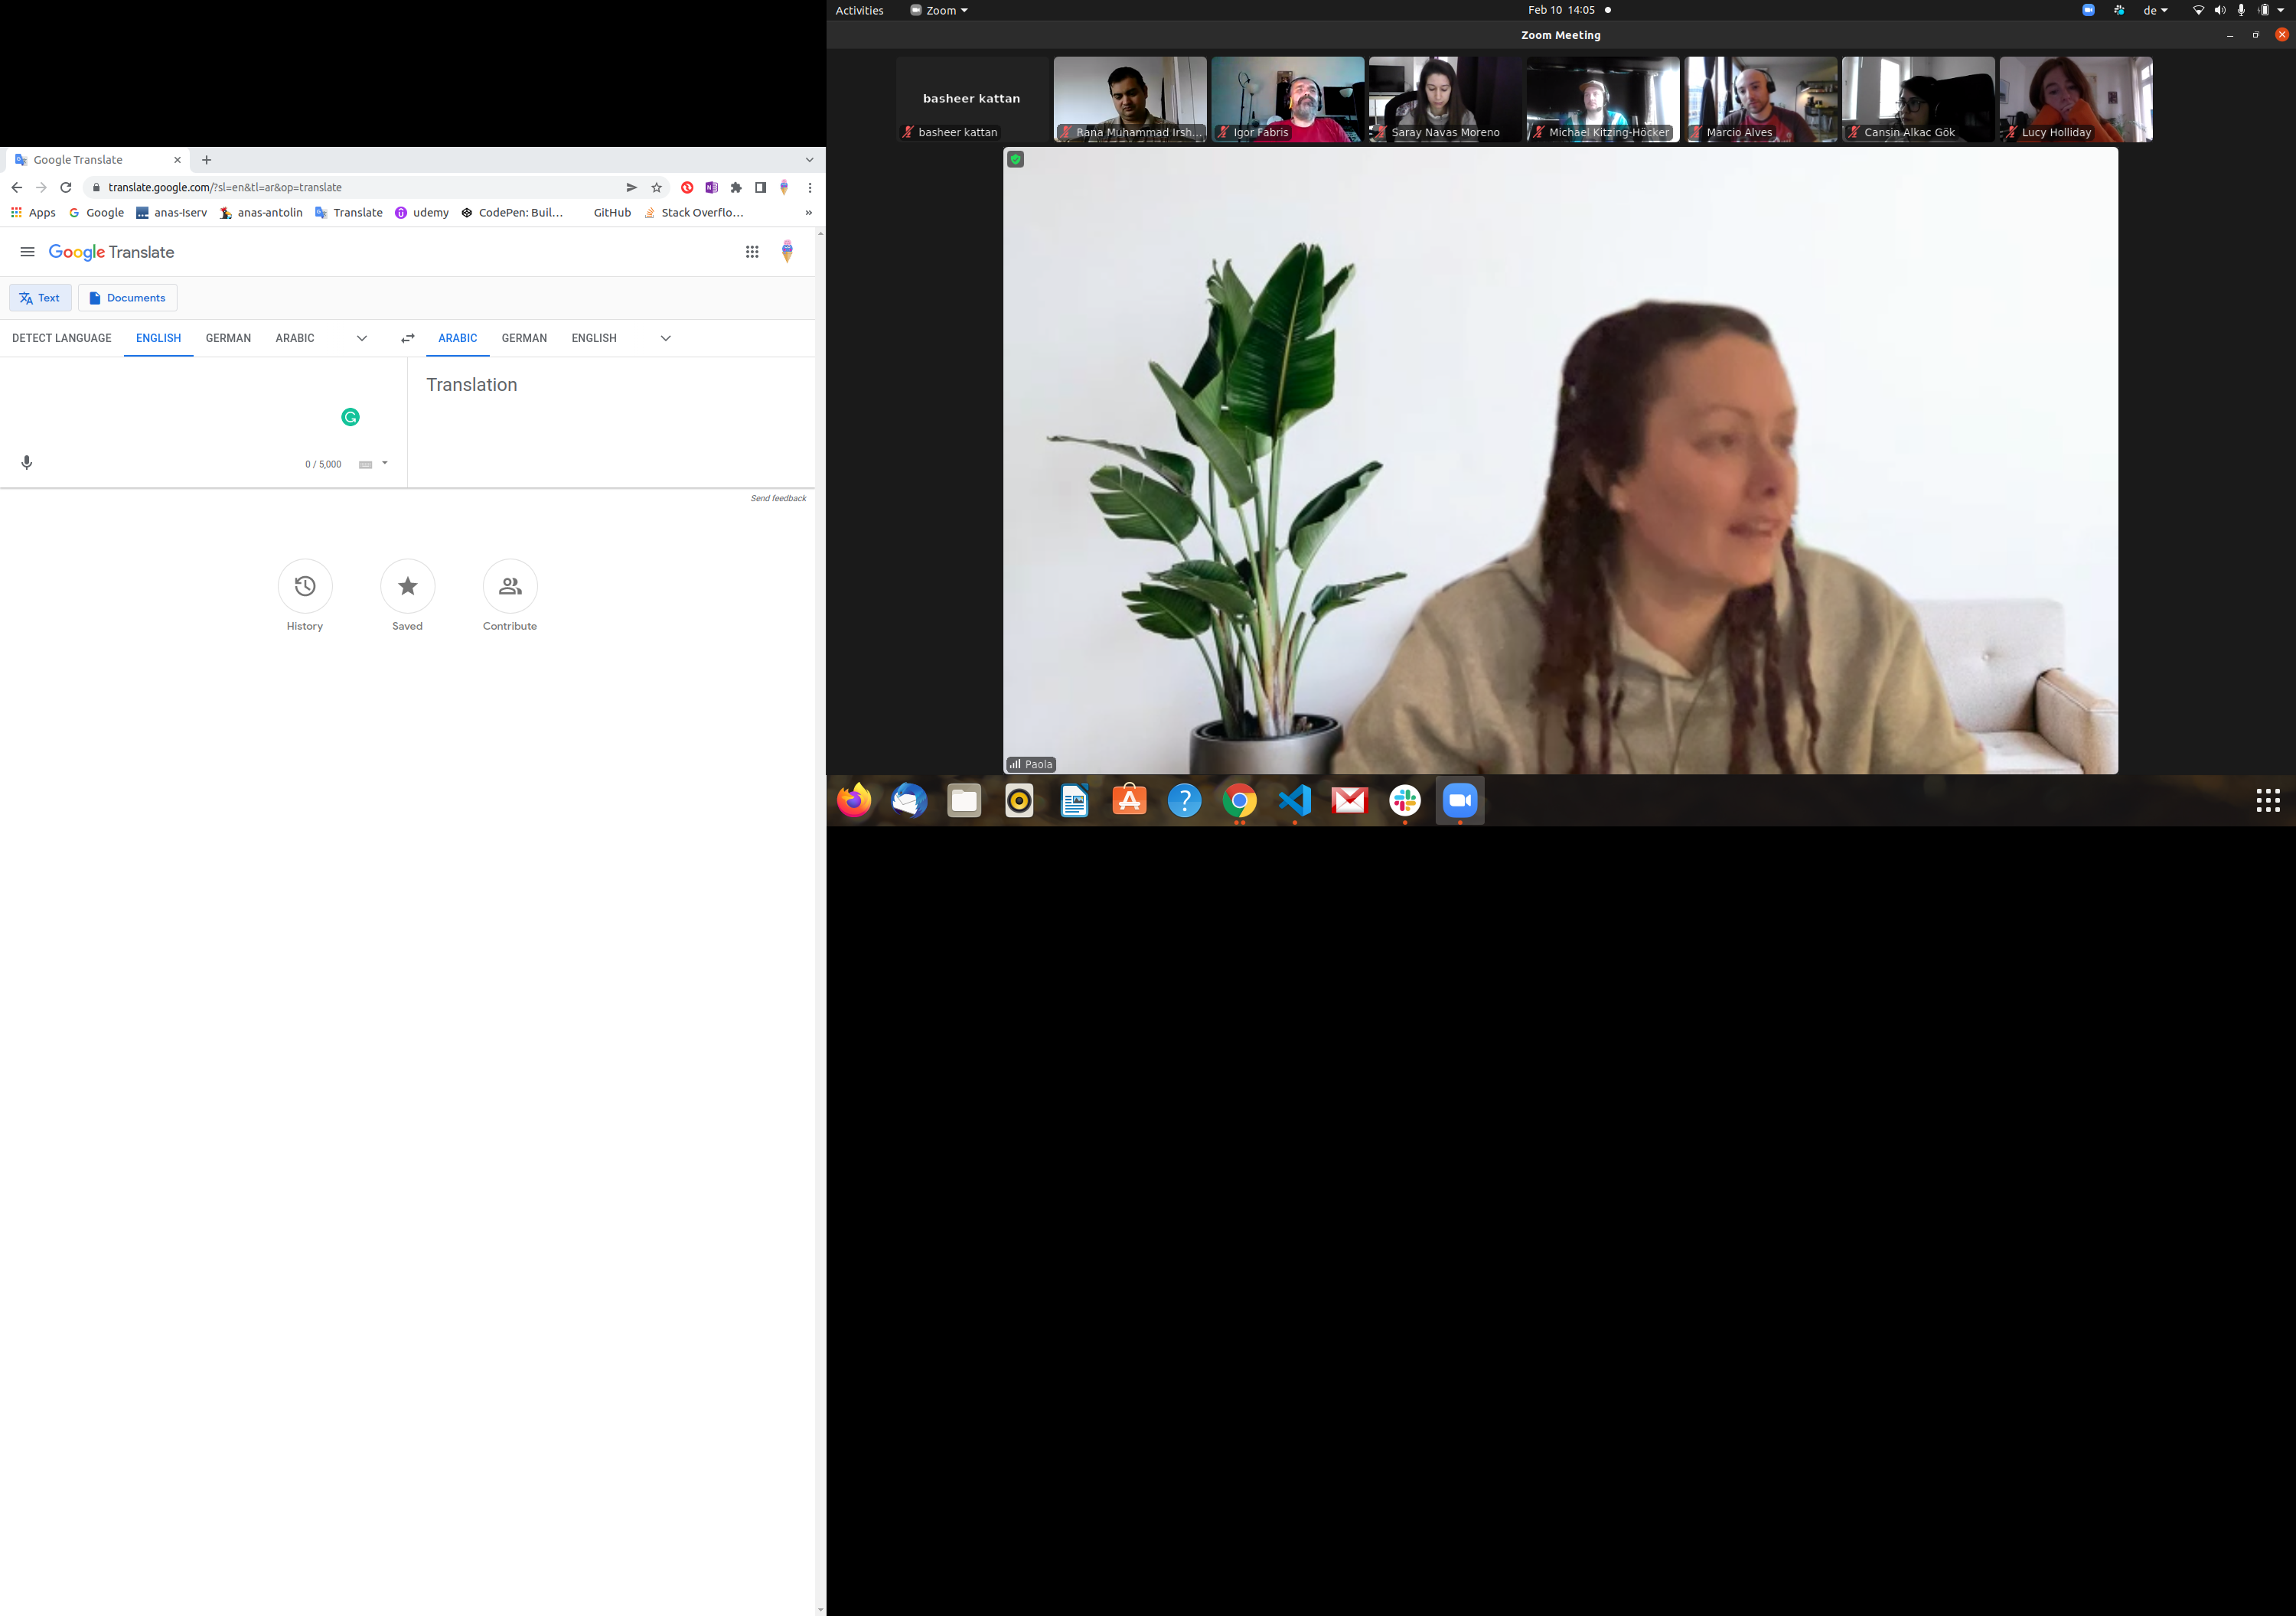 Activities Zoom Feb 10 14:05 de
Zoom Meeting
basheer kattan
basheer kattan Rana Muhammad Irsh... Igor Fabris Saray Navas Moreno Michael Kitzing-Höcker Marcio Alves Cansin Alkac Gök Lucy Holliday
Paola
Google Translate
translate.google.com/?sl=en&tl=ar&op=translate
Apps Google anas-Iserv anas-antolin Translate udemy CodePen: Buil... GitHub Stack Overflo... »
Google Translate
Text Documents
DETECT LANGUAGE ENGLISH GERMAN ARABIC ARABIC GERMAN ENGLISH
Translation
0 / 5,000
Send feedback
History Saved Contribute